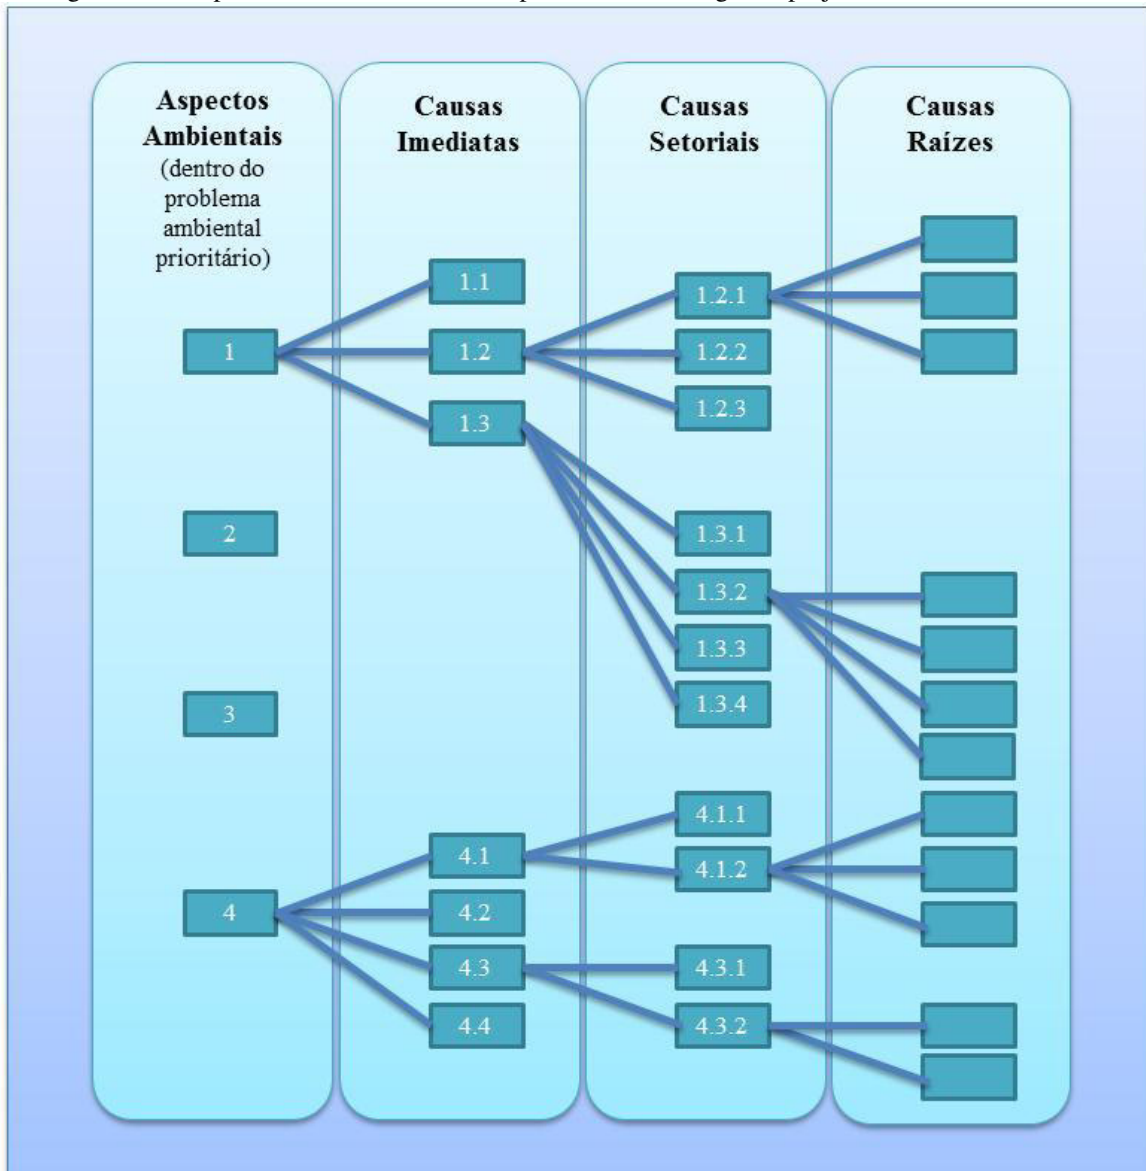 Aspectos
Ambientais
(dentro do
problema
ambiental
prioritário)
1
2
3
4
Causas
Imediatas
1.1
1.2
1.3
4.1
4.2
4.3
4.4
Causas
Setoriais
1.2.1
1.2.2
1.2.3
1.3.1
1.3.2
1.3.3
1.3.4
4.1.1
4.1.2
4.3.1
4.3.2
Causas
Raízes